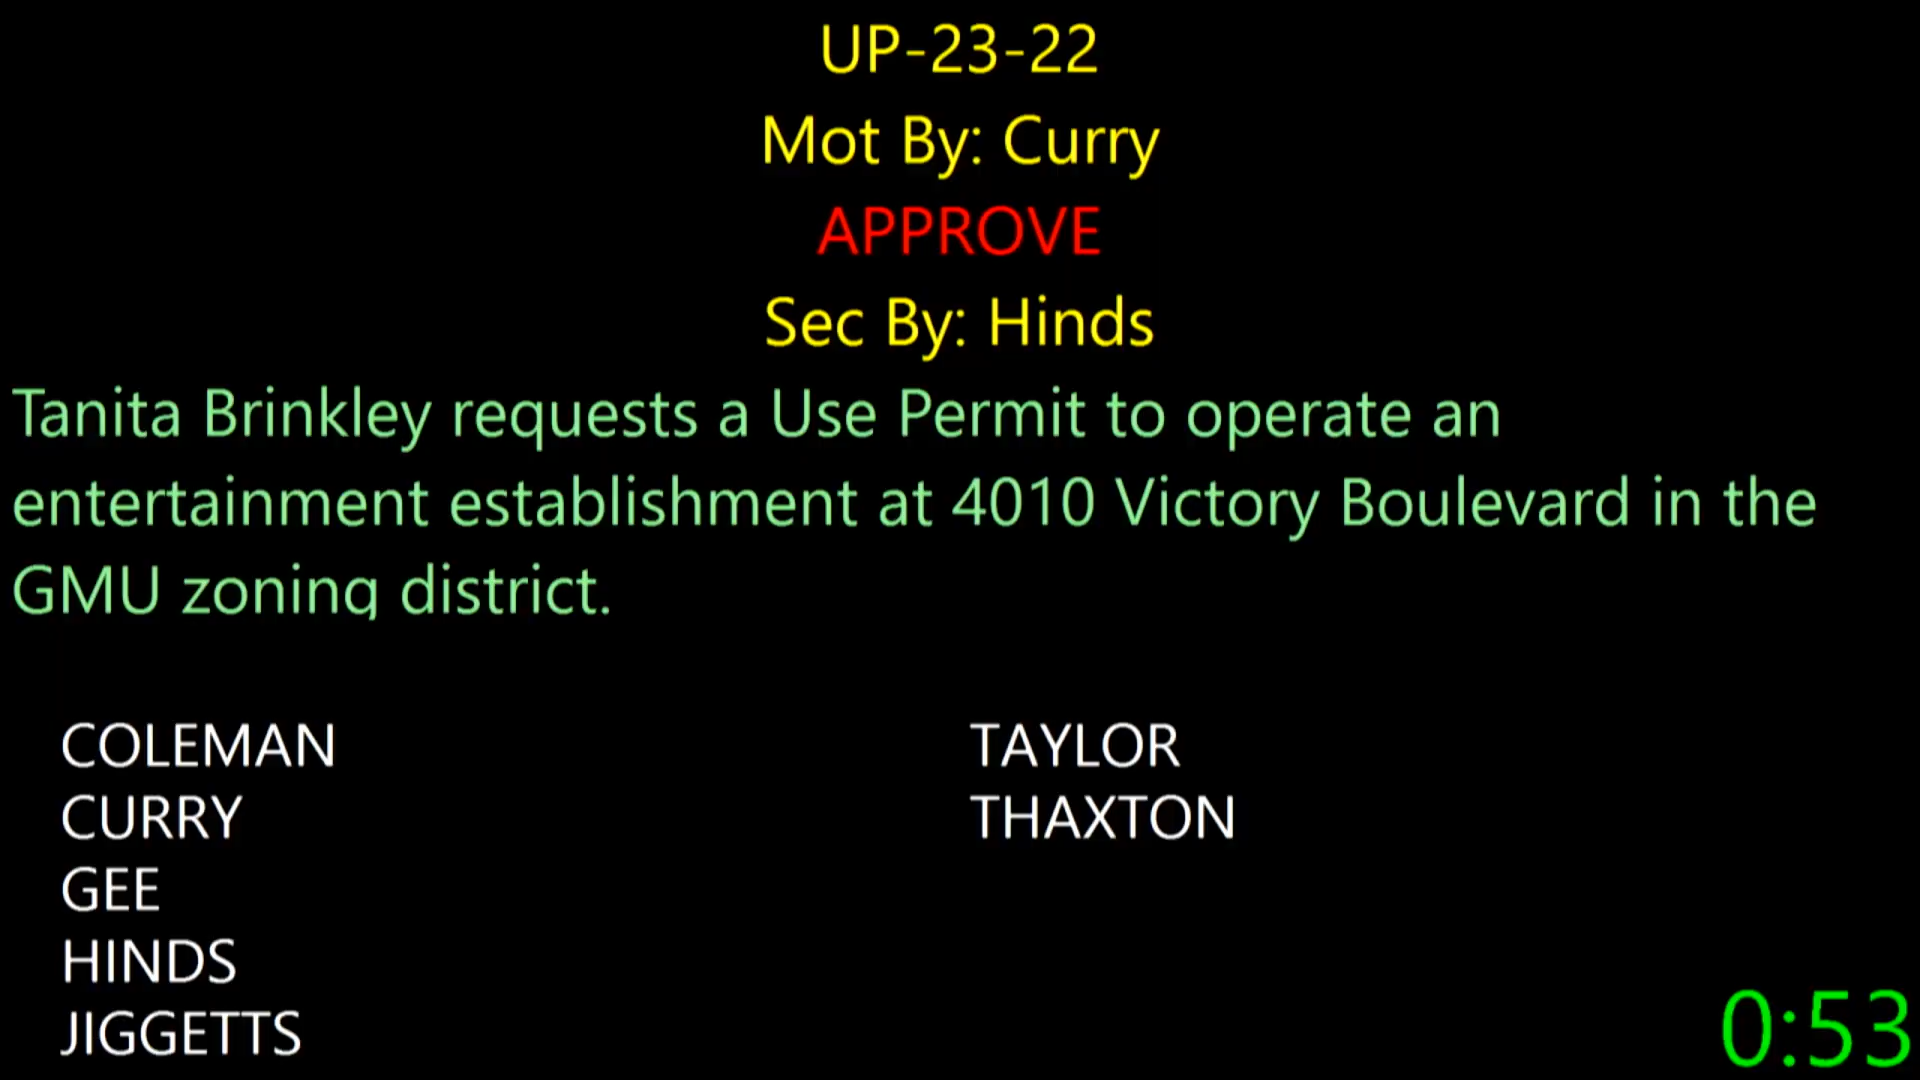 UP-23-22
Mot By: Curry
APPROVE
Sec By: Hinds
Tanita Brinkley requests a Use Permit to operate an
entertainment establishment at 4010 Victory Boulevard in the
GMU zoning district.
COLEMAN
CURRY
GEE
HINDS
JIGGETTS
TAYLOR
THAXTON
0:53